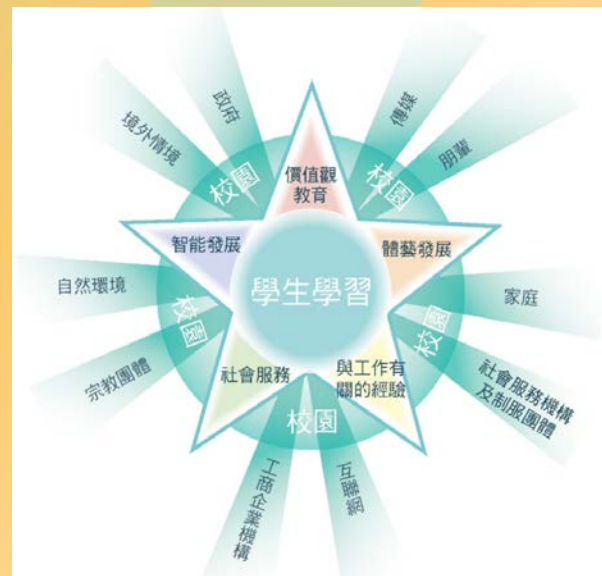 政府
傳媒
境外情境
朋輩
校園
校園
價值觀
教育
智能發展
體藝發展
自然環境
學生學習
家庭
校園
校園
宗教團體
社會服務
與工作有
關的經驗
社會服務機構
及制服團體
校園
工商企業機構
互聯網